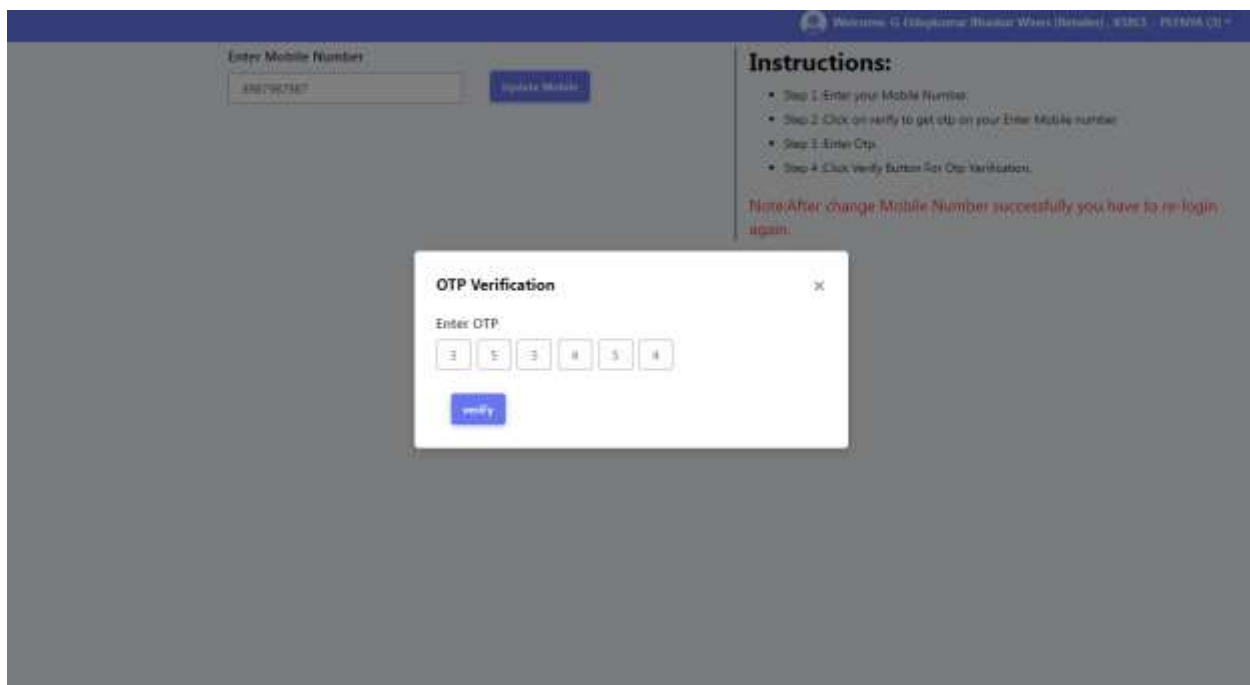 Welcome: G (Retailer) , KSBCL -
Enter Mobile Number
Update Mobile
Instructions:
Step 1 :Enter your Mobile Number.
Step 2 :Click on verify to get otp on your Enter Mobile number
Step 3 :Enter Otp.
Step 4 :Click Verify Button For Otp Verification.
Note:After change Mobile Number successfully you have to re-login
again.
OTP Verification
×
Enter OTP
3 5 3 4 5 4
verify